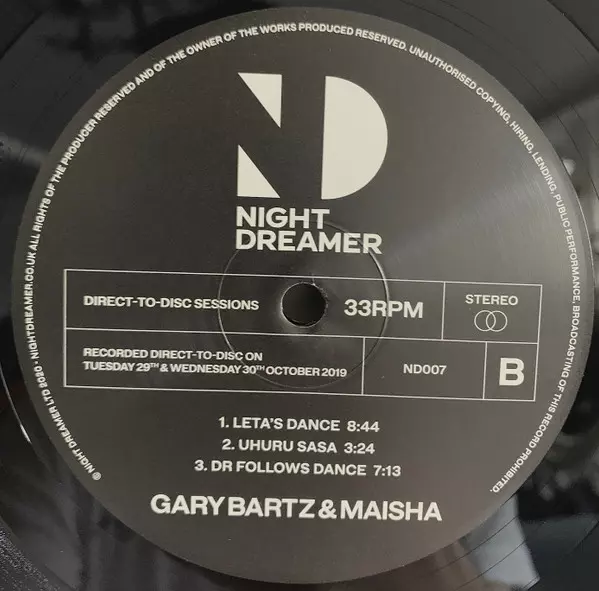 ND
NIGHT
DREAMER
DIRECT-TO-DISC SESSIONS
33RPM
STEREO
RECORDED DIRECT-TO-DISC ON
TUESDAY 29TH & WEDNESDAY 30TH OCTOBER 2019
ND007
B
1. LETA'S DANCE 8:44
2. UHURU SASA 3:24
3. DR FOLLOWS DANCE 7:13
GARY BARTZ & MAISHA
℗ NIGHT DREAMER LTD 2020 • NIGHTDREAMER.CO.UK ALL RIGHTS OF THE PRODUCER RESERVED AND OF THE OWNER OF THE WORKS PRODUCED RESERVED. UNAUTHORISED COPYING, HIRING, LENDING, PUBLIC PERFORMANCE, BROADCASTING OF THIS RECORD PROHIBITED.